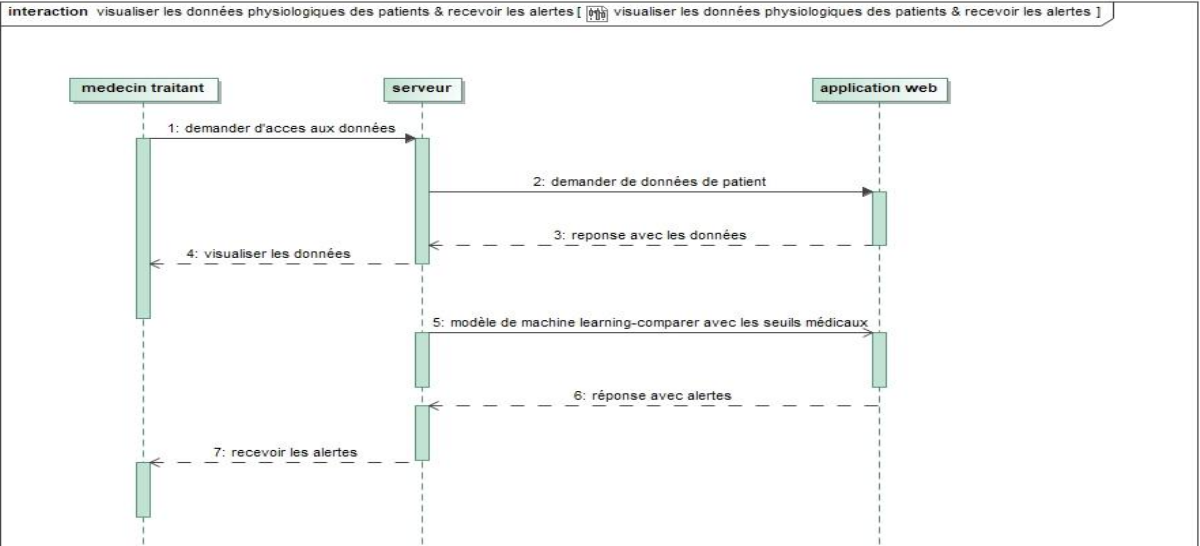 interaction visualiser les données physiologiques des patients & recevoir les alertes [ visualiser les données physiologiques des patients & recevoir les alertes ]
medecin traitant
serveur
application web
1: demander d'acces aux données
2: demander de données de patient
3: reponse avec les données
4: visualiser les données
5: modèle de machine learning-comparer avec les seuils médicaux
6: réponse avec alertes
7: recevoir les alertes